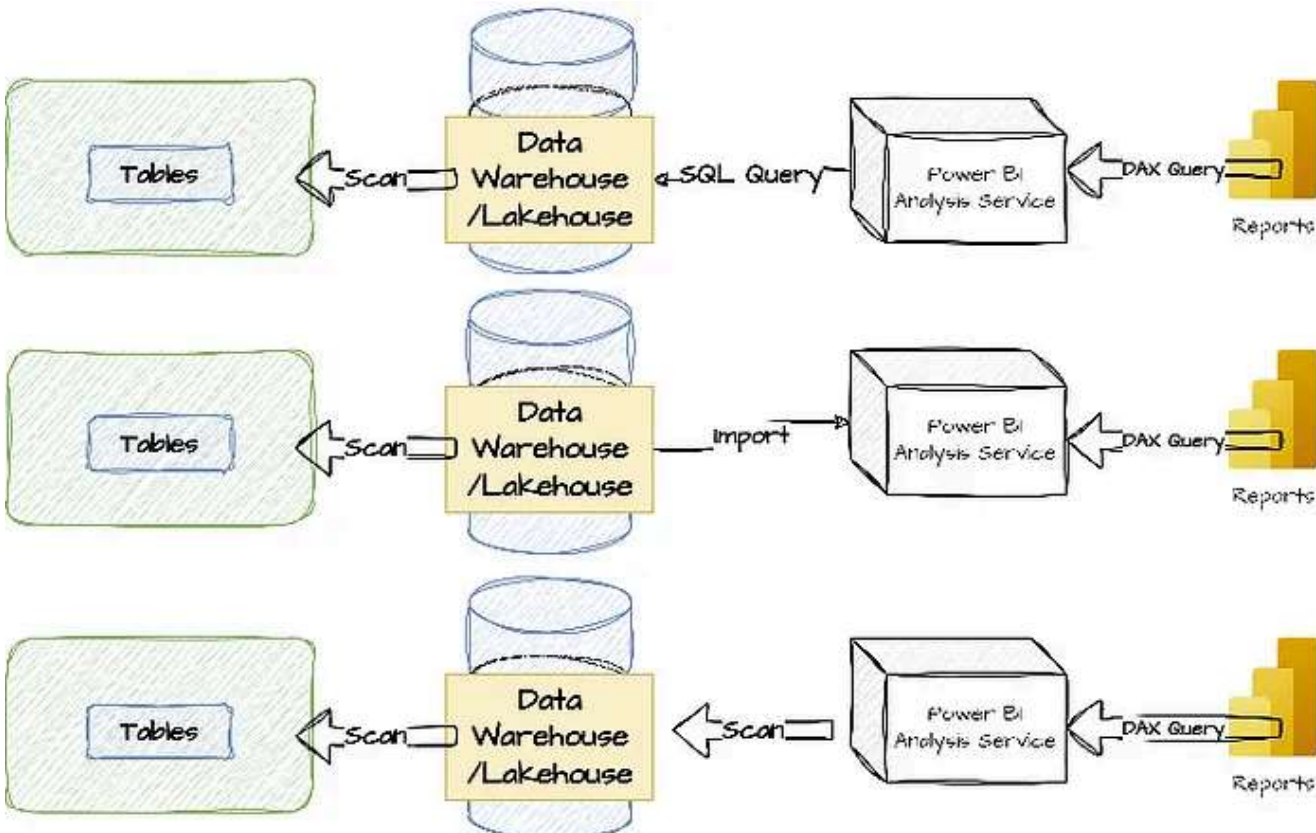 Tables
Scan
Data
Warehouse
/Lakehouse
SQL Query
Power BI
Analysis Service
DAX Query
Reports
Tables
Scan
Data
Warehouse
/Lakehouse
Import
Power BI
Analysis Service
DAX Query
Reports
Tables
Scan
Data
Warehouse
/Lakehouse
Scan
Power BI
Analysis Service
DAX Query
Reports